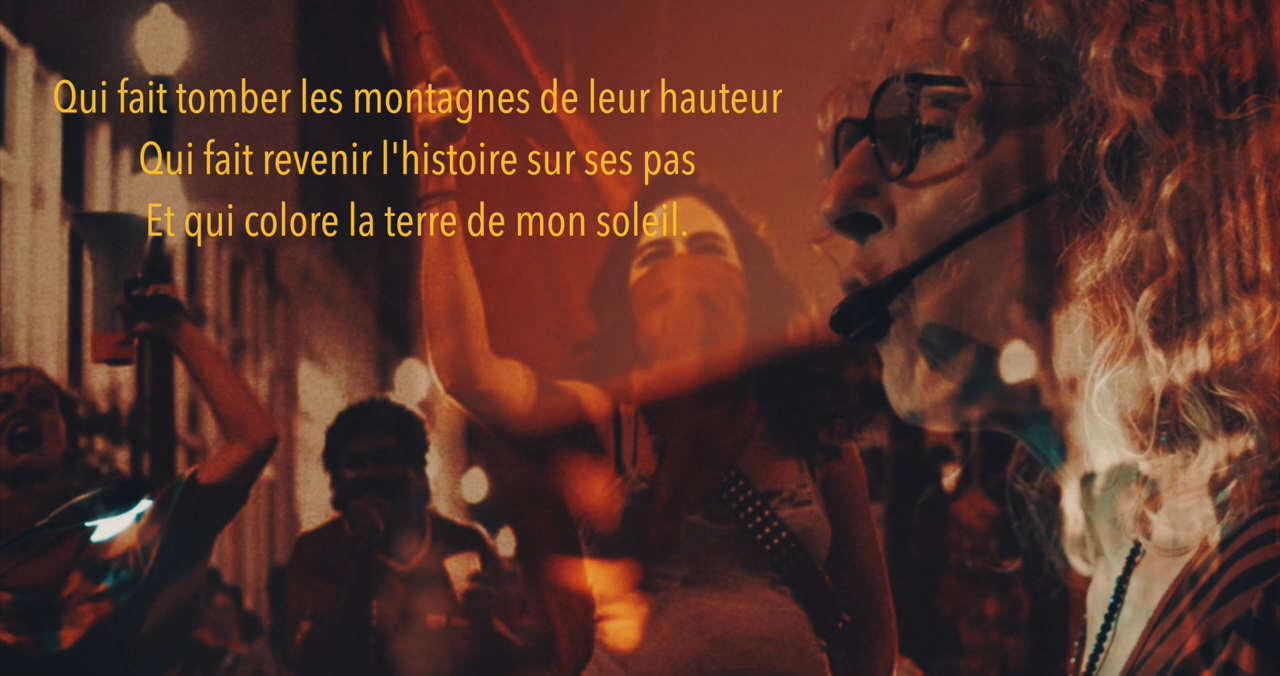 Qui fait tomber les montagnes de leur hauteur
Qui fait revenir l'histoire sur ses pas
Et qui colore la terre de mon soleil.